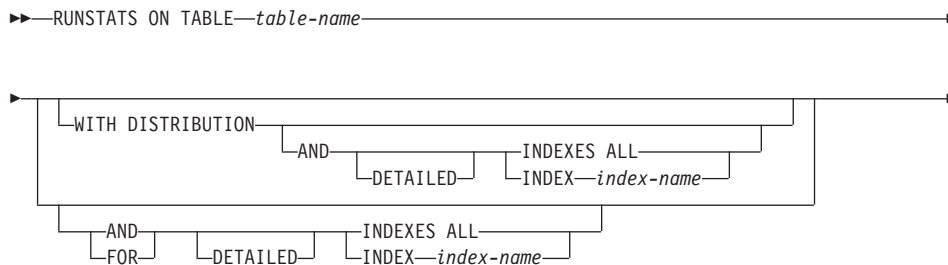 RUNSTATS ON TABLE table-name
WITH DISTRIBUTION
AND INDEXES ALL
DETAILED INDEX index-name
AND INDEXES ALL
FOR DETAILED INDEX index-name